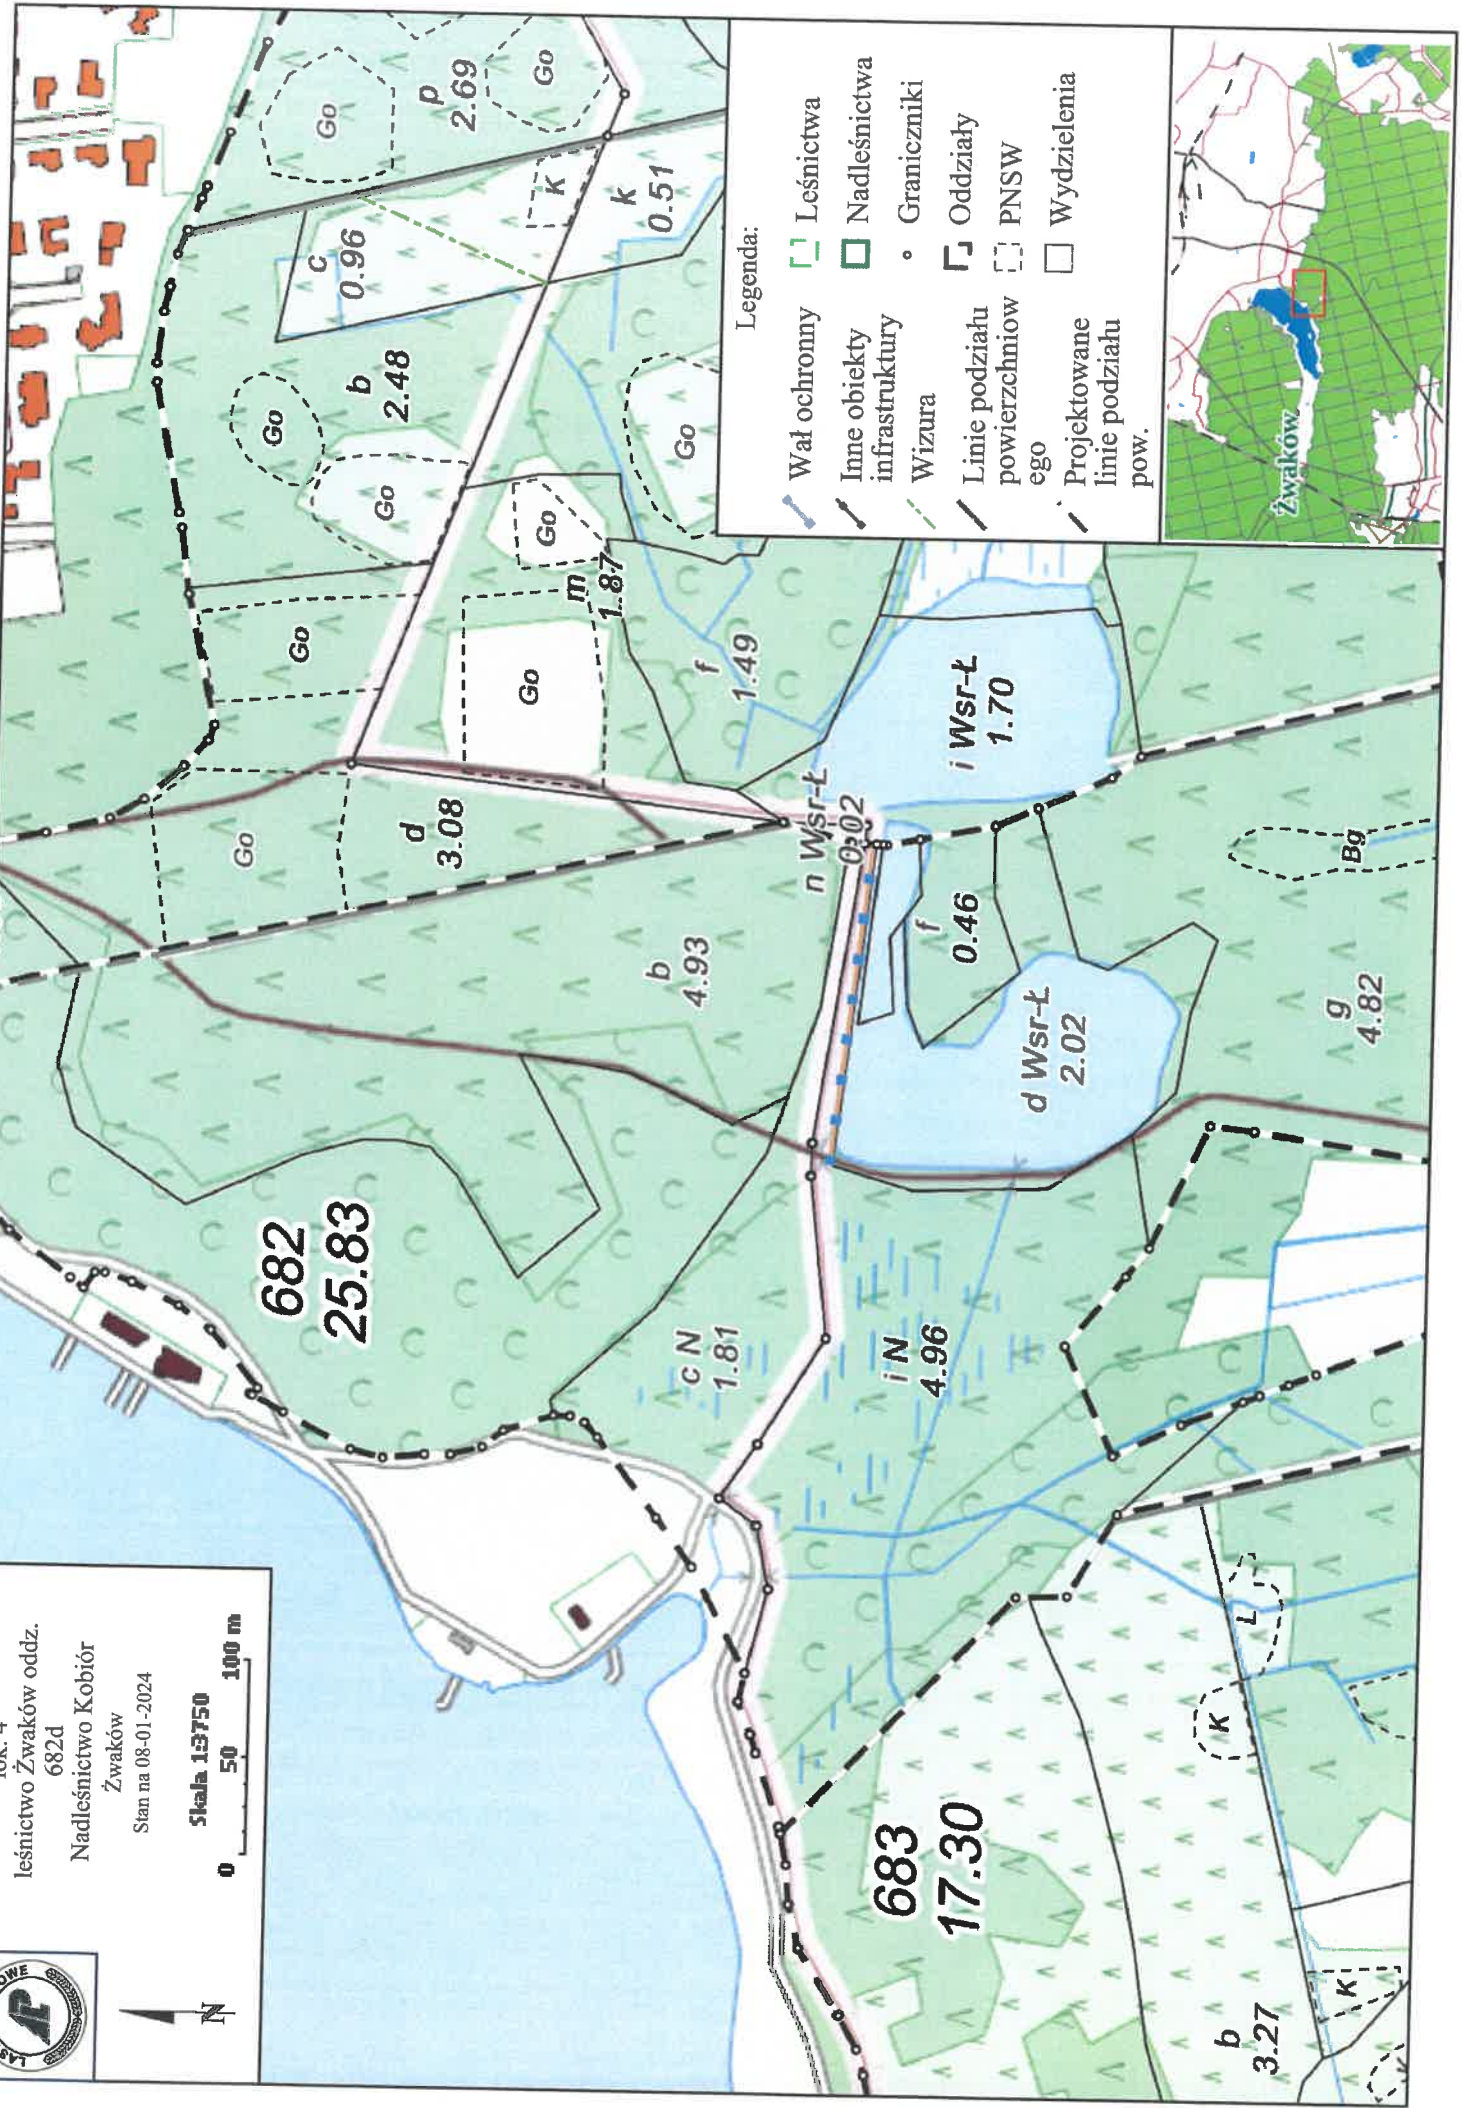 leśnictwo Żwaków oddz.
682d
Nadleśnictwo Kobiór
Żwaków
Stan na 08-01-2024
Skala 1:3750
0 50 100 m
N
682
25.83
683
17.30
c N
1.81
i N
4.96
b
4.93
d
3.08
Go
Go
Go
Go
b
2.48
c
0.96
Go
p
2.69
Go
K
k
0.51
Go
m
1.87
Go
Go
f
1.49
n Wsr-Ł
0.02
i Wsr-Ł
1.70
f
0.46
d Wsr-Ł
2.02
g
4.82
Bg
L
K
K
b
3.27
Legenda:
Wał ochronny
Inne obiekty
infrastruktury
Wizura
Linie podziału
powierzchniow
ego
Projektowane
linie podziału
pow.
Leśnictwa
Nadleśnictwa
Graniczniki
Oddziały
PNSW
Wydzielenia
Żwaków